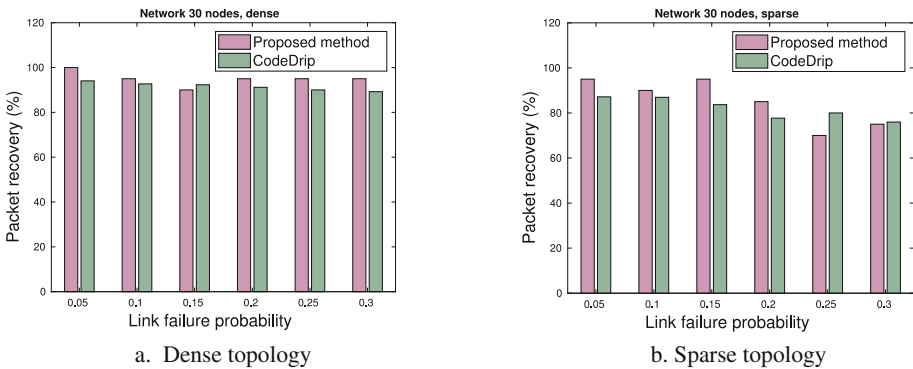 Network 30 nodes, dense
120
100
80
60
40
20
0
Packet recovery (%)
Proposed method
CodeDrip
0.05 0.1 0.15 0.2 0.25 0.3
Link failure probability
a. Dense topology
Network 30 nodes, sparse
120
100
80
60
40
20
0
Packet recovery (%)
Proposed method
CodeDrip
0.05 0.1 0.15 0.2 0.25 0.3
Link failure probability
b. Sparse topology